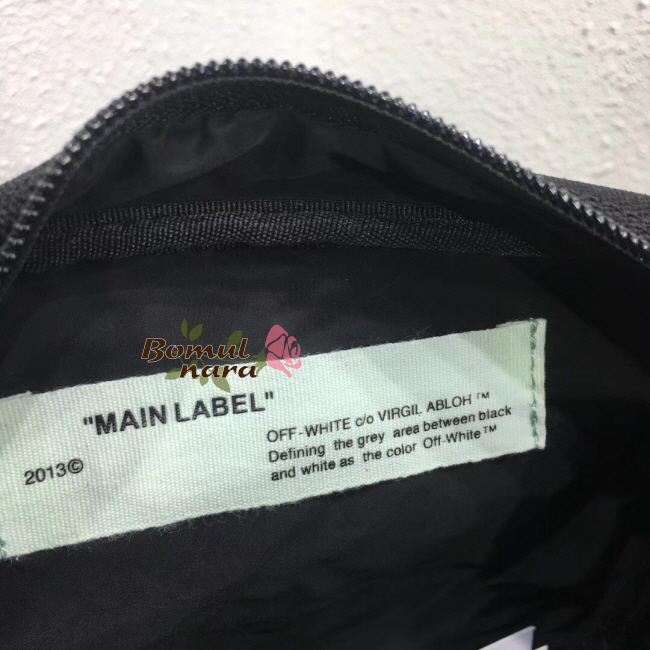 Bomul
nara
"MAIN LABEL"
2013©
OFF-WHITE c/o VIRGIL ABLOH™
Defining the grey area between black
and white as the color Off-White™